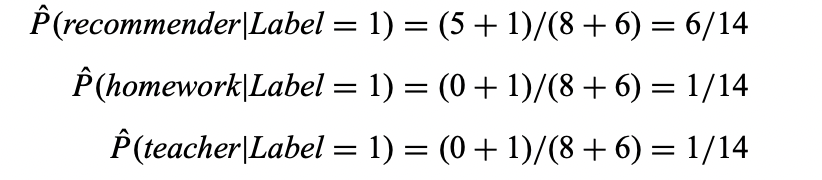 P̂(recommender|Label = 1) = (5 + 1)/(8 + 6) = 6/14
P̂(homework|Label = 1) = (0 + 1)/(8 + 6) = 1/14
P̂(teacher|Label = 1) = (0 + 1)/(8 + 6) = 1/14